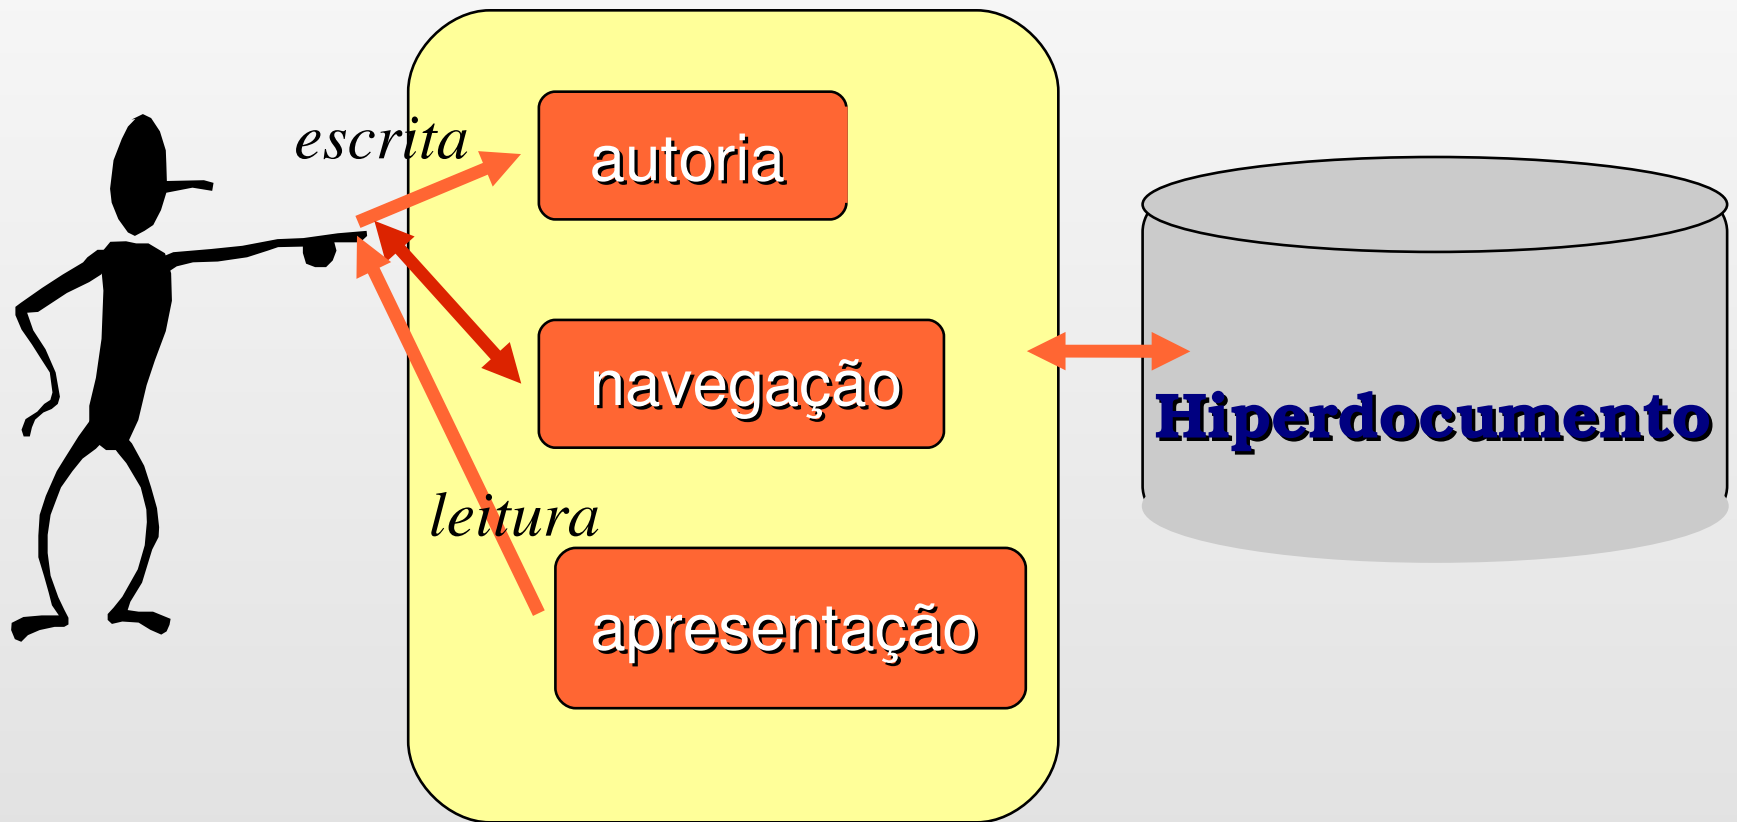 escrita
autoria
navegação
Hiperdocumento
leitura
apresentação